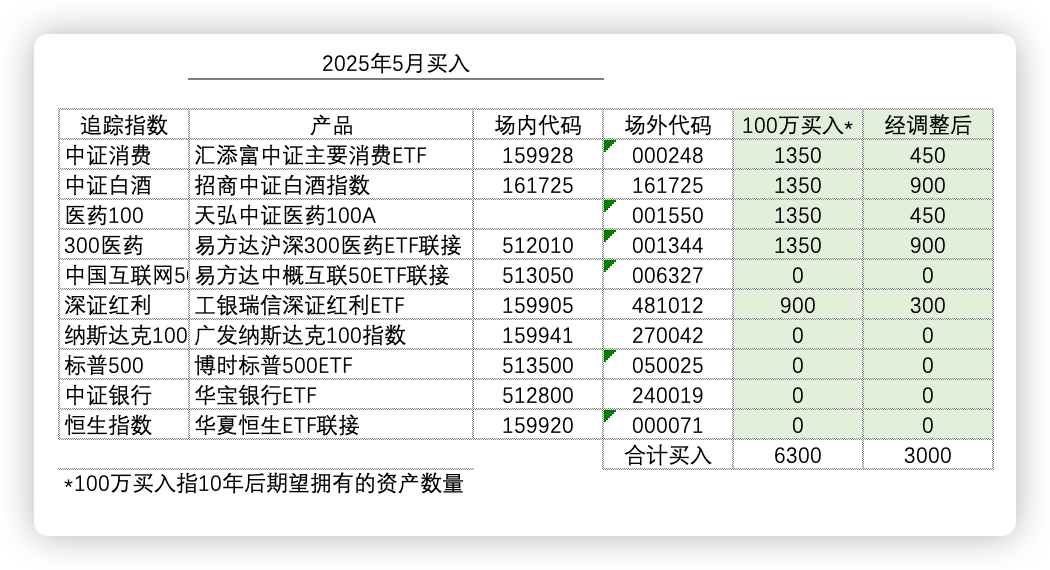 2025年5月买入
追踪指数 产品 场内代码 场外代码 100万买入* 经调整后
中证消费 汇添富中证主要消费ETF 159928 000248 1350 450
中证白酒 招商中证白酒指数 161725 161725 1350 900
医药100 天弘中证医药100A 001550 1350 450
300医药 易方达沪深300医药ETF联接 512010 001344 1350 900
中国互联网5 易方达中概互联50ETF联接 513050 006327 0 0
深证红利 工银瑞信深证红利ETF 159905 481012 900 300
纳斯达克100 广发纳斯达克100指数 159941 270042 0 0
标普500 博时标普500ETF 513500 050025 0 0
中证银行 华宝银行ETF 512800 240019 0 0
恒生指数 华夏恒生ETF联接 159920 000071 0 0
合计买入 6300 3000
*100万买入指10年后期望拥有的资产数量